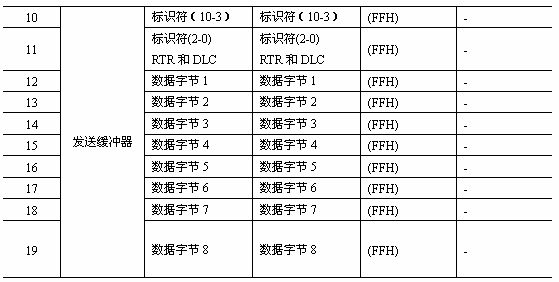 10 标识符（10-3） 标识符（10-3） (FFH) -
11 标识符(2-0) 标识符(2-0) (FFH) -
RTR 和 DLC RTR 和 DLC
12 数据字节 1 数据字节 1 (FFH) -
13 数据字节 2 数据字节 2 (FFH) -
14 数据字节 3 数据字节 3 (FFH) -
15 发送缓冲器 数据字节 4 数据字节 4 (FFH) -
16 数据字节 5 数据字节 5 (FFH) -
17 数据字节 6 数据字节 6 (FFH) -
18 数据字节 7 数据字节 7 (FFH) -
19 数据字节 8 数据字节 8 (FFH) -